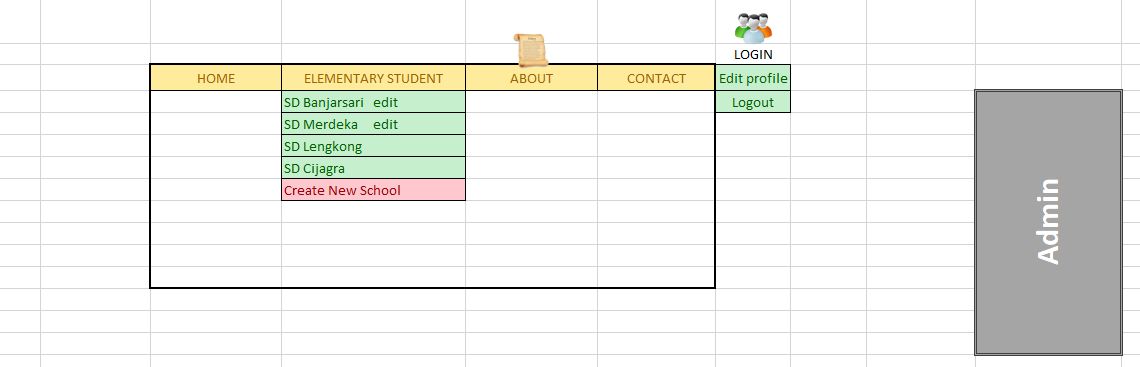 LOGIN
HOME ELEMENTARY STUDENT ABOUT CONTACT Edit profile
SD Banjarsari edit Logout
SD Merdeka edit
SD Lengkong
SD Cijagra
Create New School
Admin